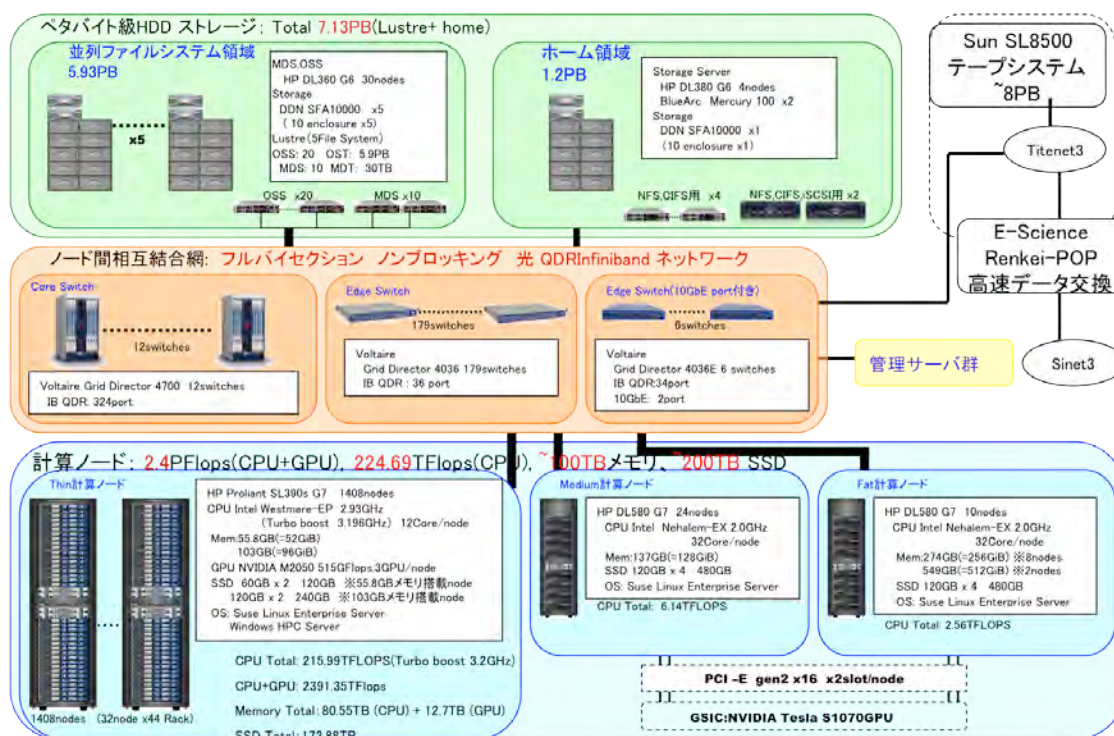 ペタバイト級HDD ストレージ: Total 7.13PB(Lustre+ home)
並列ファイルシステム領域
5.93PB
x5
MDS,OSS
HP DL360 G6 30nodes
Storage
DDN SFA10000 x5
( 10 enclosure x5)
Lustre(5File System)
OSS: 20 OST: 5.9PB
MDS: 10 MDT: 30TB
OSS x20
MDS x10
ホーム領域
1.2PB
Storage Server
HP DL380 G6 4nodes
BlueArc Mercury 100 x2
Storage
DDN SFA10000 x1
(10 enclosure x1)
NFS,CIFS用 x4
NFS,CIFS,iSCSI用 x2
Sun SL8500
テープシステム
~8PB
Titenet3
E-Science
Renkei-POP
高速データ交換
Sinet3
ノード間相互結合網: フルバイセクション ノンブロッキング 光 QDRInfiniband ネットワーク
Core Switch
12switches
Voltaire Grid Director 4700 12switches
IB QDR: 324port
Edge Switch
179switches
Voltaire
Grid Director 4036 179switches
IB QDR : 36 port
Edge Switch(10GbE port付き)
6switches
Voltaire
Grid Director 4036E 6 switches
IB QDR:34port
10GbE: 2port
管理サーバ群
計算ノード: 2.4PFlops(CPU+GPU), 224.69TFlops(CPU), ~100TBメモリ、~200TB SSD
Thin計算ノード
HP Proliant SL390s G7 1408nodes
CPU Intel Westmere-EP 2.93GHz
(Turbo boost 3.196GHz) 12Core/node
Mem:55.8GB(=52GiB)
103GB(=96GiB)
GPU NVIDIA M2050 515GFlops,3GPU/node
SSD 60GB x 2 120GB ※55.8GBメモリ搭載node
120GB x 2 240GB ※103GBメモリ搭載node
OS: Suse Linux Enterprise Server
Windows HPC Server
CPU Total: 215.99TFLOPS(Turbo boost 3.2GHz)
CPU+GPU: 2391.35TFlops
Memory Total: 80.55TB (CPU) + 12.7TB (GPU)
SSD Total: 173.88TB
1408nodes (32node x44 Rack)
Medium計算ノード
HP DL580 G7 24nodes
CPU Intel Nehalem-EX 2.0GHz
32Core/node
Mem:137GB(=128GiB)
SSD 120GB x 4 480GB
OS: Suse Linux Enterprise Server
CPU Total: 6.14TFLOPS
Fat計算ノード
HP DL580 G7 10nodes
CPU Intel Nehalem-EX 2.0GHz
32Core/node
Mem:274GB(=256GiB) ※8nodes
549GB(=512GiB) ※2nodes
SSD 120GB x 4 480GB
OS: Suse Linux Enterprise Server
CPU Total 2.56TFLOPS
PCI –E gen2 x16 x2slot/node
GSIC:NVIDIA Tesla S1070GPU